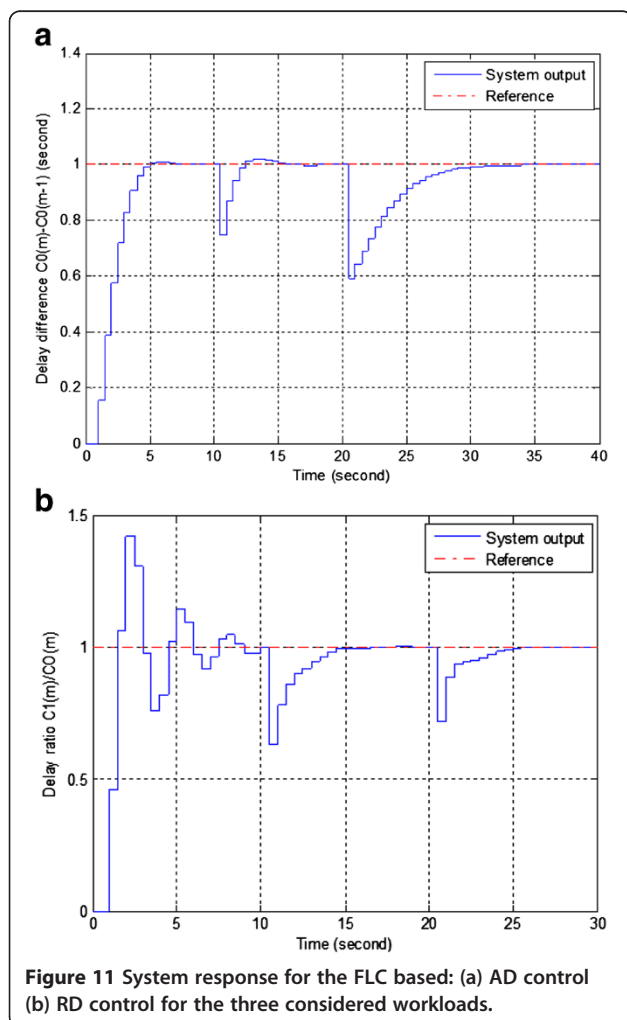 a
1.4
1.2
1
0.8
0.6
0.4
0.2
0
Delay difference C0(m)-C0(m-1) (second)
System output
Reference
0 5 10 15 20 25 30 35 40
Time (second)
b
1.5
1
0.5
0
Delay ratio C1(m)/C0(m)
System output
Reference
0 5 10 15 20 25 30
Time (second)
Figure 11 System response for the FLC based: (a) AD control
(b) RD control for the three considered workloads.